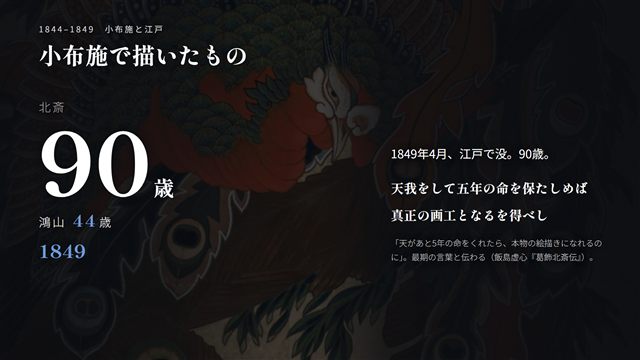 1844–1849 小布施と江戸
小布施で描いたもの
北斎
90歳
鴻山 44歳
1849
1849年4月、江戸で没。90歳。
天我をして五年の命を保たしめば
真正の画工となるを得べし
「天があと5年の命をくれたら、本物の絵描きになれるの
に」。最期の言葉と伝わる（飯島虚心『葛飾北斎伝』）。